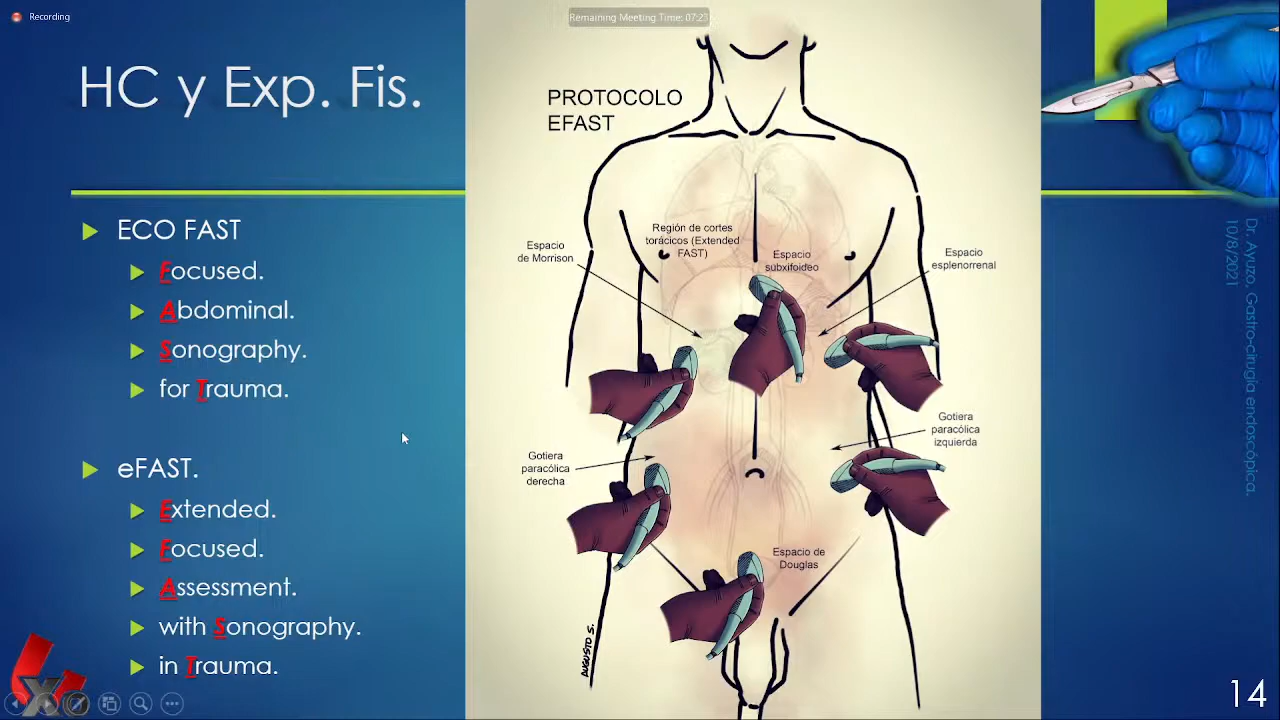 Recording
Remaining Meeting Time: 07:23
HC y Exp. Fis.
ECO FAST
Focused.
Abdominal.
Sonography.
for Trauma.
eFAST.
Extended.
Focused.
Assessment.
with Sonography.
in Trauma.
PROTOCOLO
EFAST
Región de cortes
torácicos (Extended
FAST)
Espacio
de Morrison
Espacio
subxifoideo
Espacio
esplenorrenal
Gotiera
paracólica
derecha
Gotiera
paracólica
izquierda
Espacio de
Douglas
AUGUSTO S.
Dr. Ayuzo, Gastro-cirugía endoscópica.
10/8/2021
14